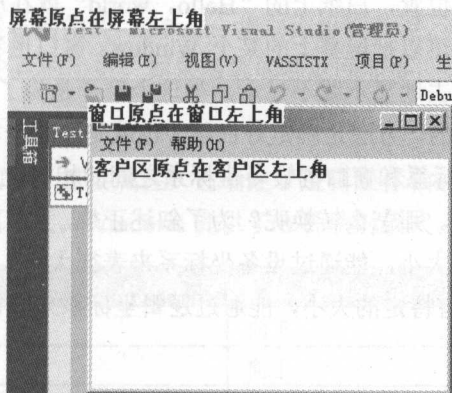 屏幕原点在屏幕左上角
Test - Microsoft Visual Studio(管理员)
文件(F) 编辑(E) 视图(V) VASSISTX 项目(P) 生
Debu
窗口原点在窗口左上角
工具箱
Test
文件(F) 帮助(H)
客户区原点在客户区左上角